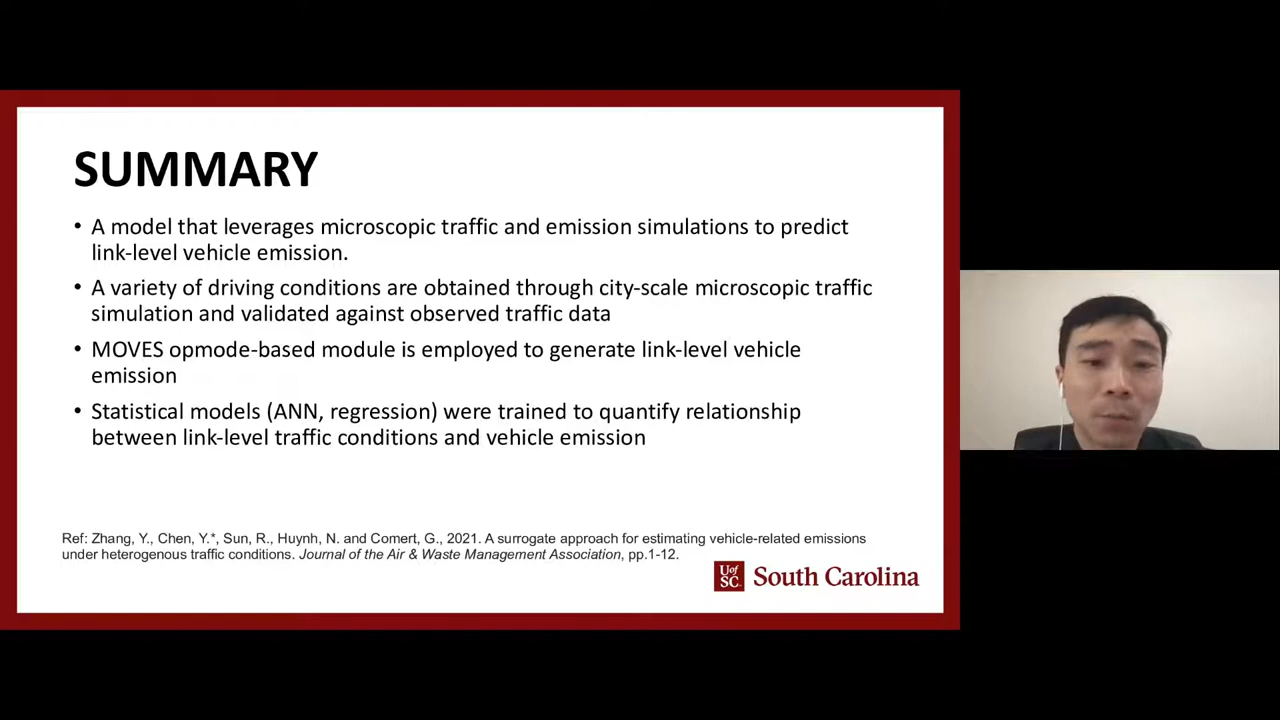 SUMMARY
• A model that leverages microscopic traffic and emission simulations to predict
link-level vehicle emission.
• A variety of driving conditions are obtained through city-scale microscopic traffic
simulation and validated against observed traffic data
• MOVES opmode-based module is employed to generate link-level vehicle
emission
• Statistical models (ANN, regression) were trained to quantify relationship
between link-level traffic conditions and vehicle emission
Ref: Zhang, Y., Chen, Y.*, Sun, R., Huynh, N. and Comert, G., 2021. A surrogate approach for estimating vehicle-related emissions
under heterogenous traffic conditions. Journal of the Air & Waste Management Association, pp.1-12.
U of
SC
South Carolina